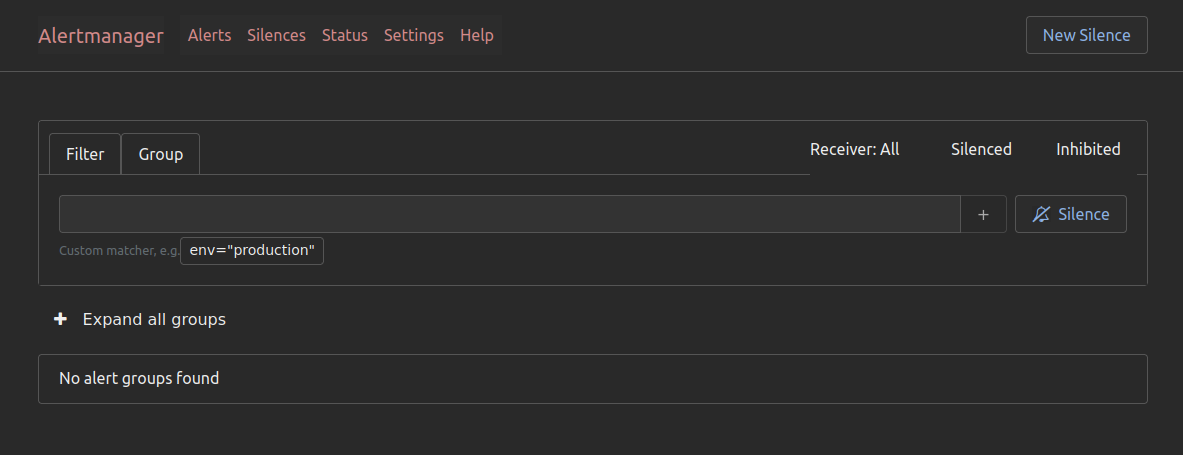 Alertmanager Alerts Silences Status Settings Help New Silence
Filter Group Receiver: All Silenced Inhibited
+ Silence
Custom matcher, e.g. env="production"
+ Expand all groups
No alert groups found